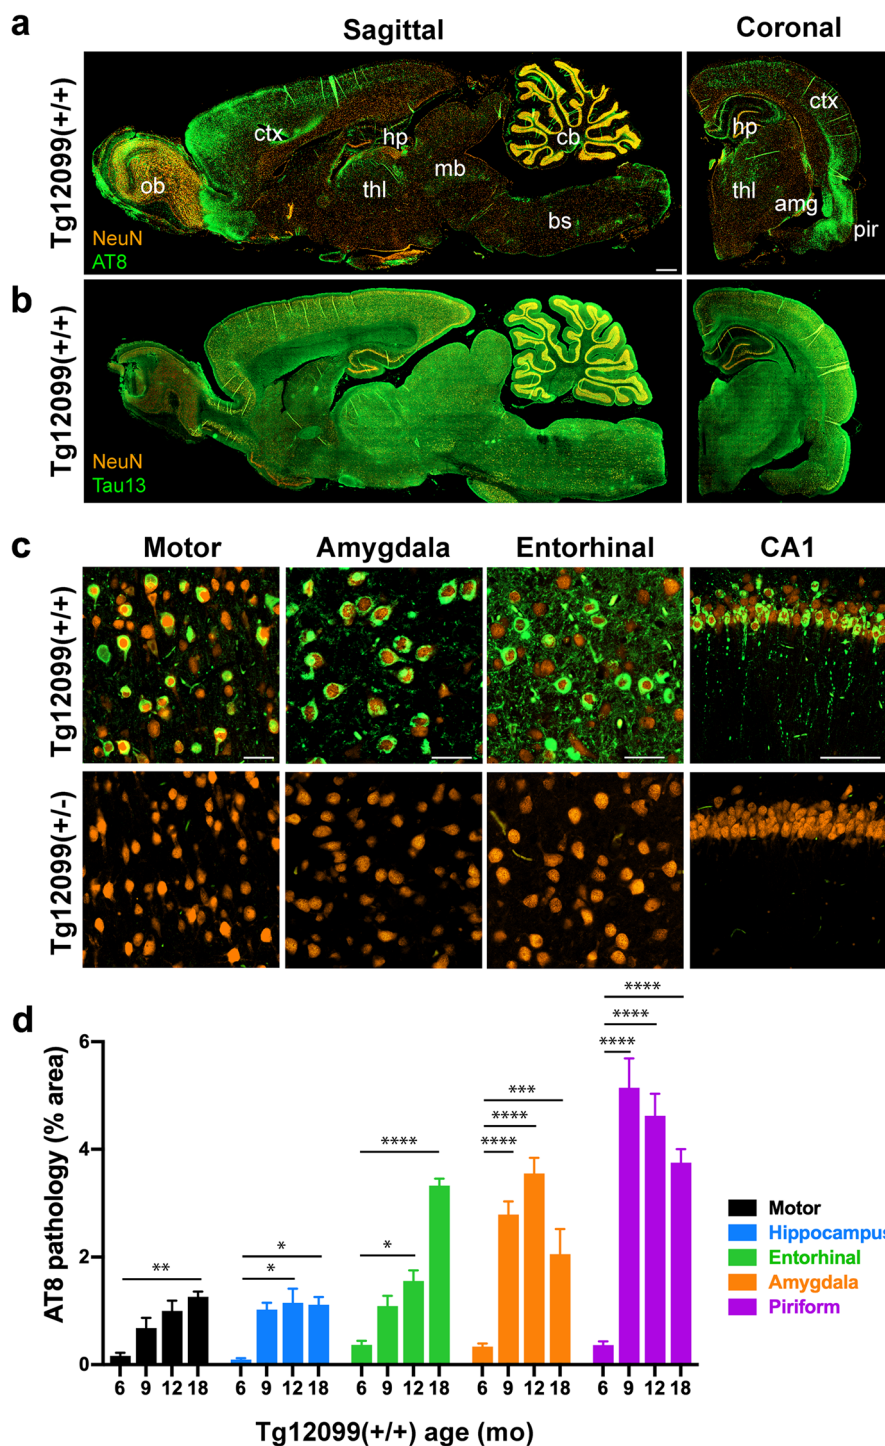 a
Sagittal
Coronal
Tg12099(+/+)
ob
ctx
hp
thl
mb
cb
bs
NeuN
AT8
ctx
hp
thl
amg
pir
b
Tg12099(+/+)
NeuN
Tau13
c
Motor
Amygdala
Entorhinal
CA1
Tg12099(+/+)
Tg12099(+/-)
d
AT8 pathology (% area)
6
4
2
0
**
*
*
****
*
***
****
****
****
****
****
6 9 12 18 6 9 12 18 6 9 12 18 6 9 12 18 6 9 12 18
Tg12099(+/+) age (mo)
Motor
Hippocampus
Entorhinal
Amygdala
Piriform